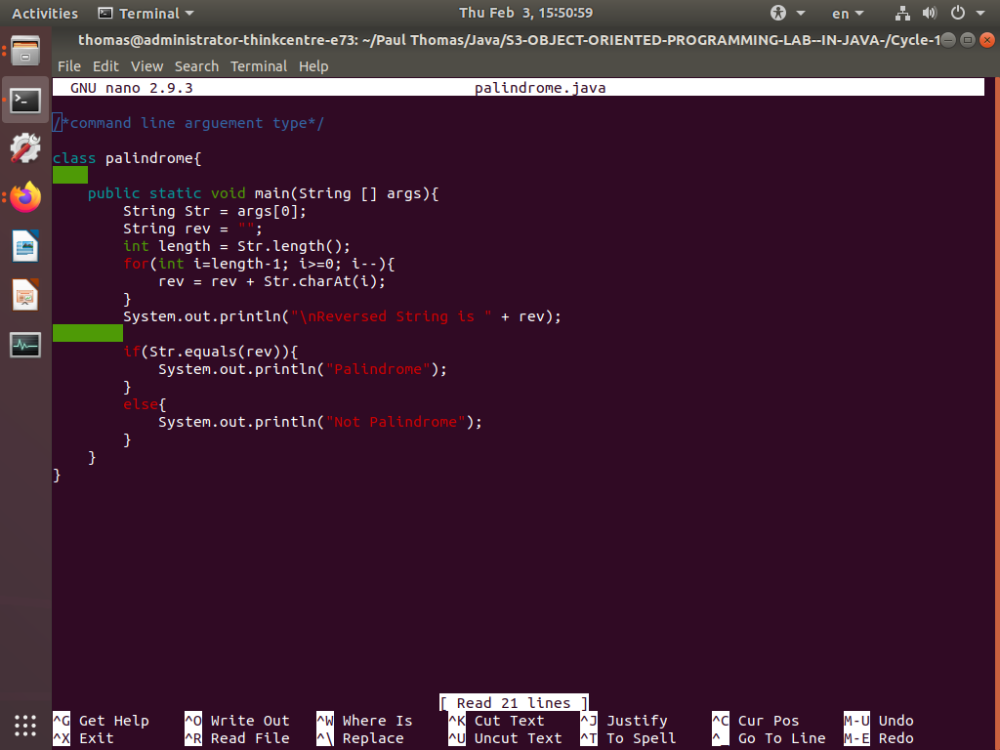 Activities Terminal Thu Feb 3, 15:50:59 en
thomas@administrator-thinkcentre-e73: ~/Paul Thomas/Java/S3-OBJECT-ORIENTED-PROGRAMMING-LAB--IN-JAVA-/Cycle-1
File Edit View Search Terminal Help
GNU nano 2.9.3 palindrome.java
/*command line arguement type*/
class palindrome{
public static void main(String [] args){
String Str = args[0];
String rev = "";
int length = Str.length();
for(int i=length-1; i>=0; i--){
rev = rev + Str.charAt(i);
}
System.out.println("\nReversed String is " + rev);
if(Str.equals(rev)){
System.out.println("Palindrome");
}
else{
System.out.println("Not Palindrome");
}
}
}
[ Read 21 lines ]
^G Get Help ^O Write Out ^W Where Is ^K Cut Text ^J Justify ^C Cur Pos M-U Undo
^X Exit ^R Read File ^\ Replace ^U Uncut Text ^T To Spell ^_ Go To Line M-E Redo